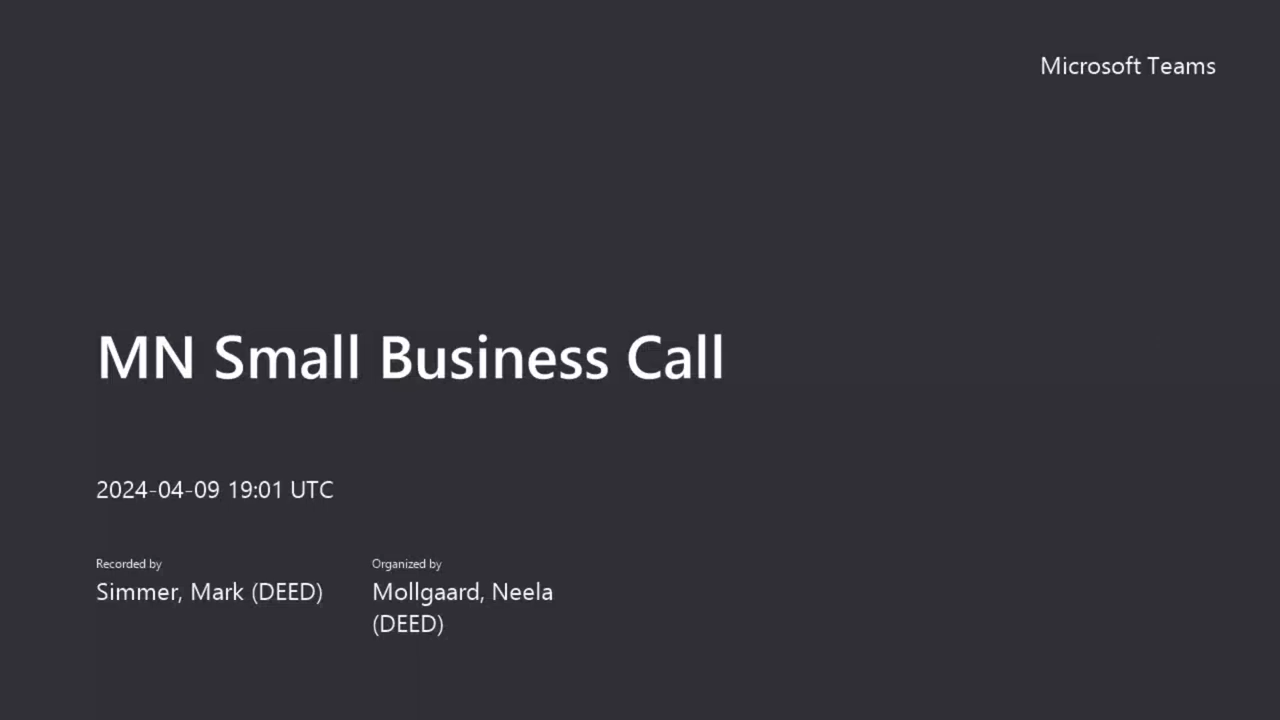 Microsoft Teams
MN Small Business Call
2024-04-09 19:01 UTC
Recorded by
Simmer, Mark (DEED)
Organized by
Mollgaard, Neela
(DEED)